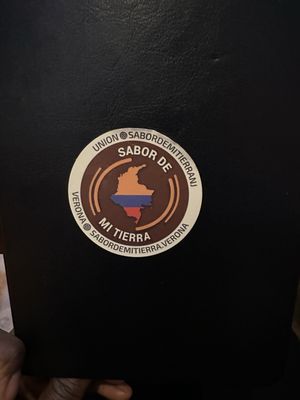 UNION @SABORDEMITIERRANJ
SABOR DE
MI TIERRA
VERONA @SABORDEMITIERRA.VERONA